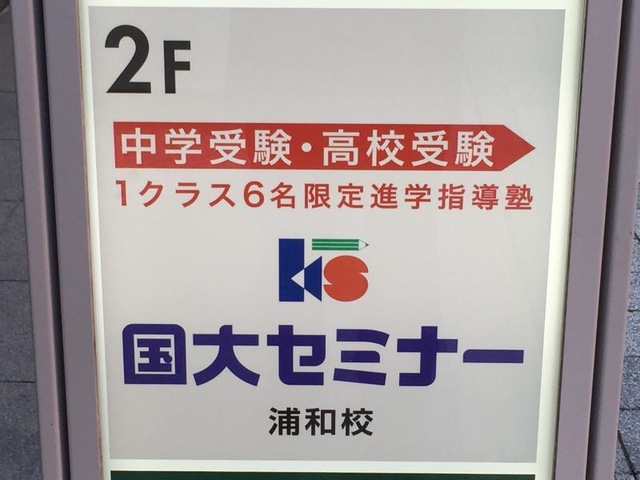 2F
中学受験・高校受験
1クラス6名限定進学指導塾
KS
国大セミナー
浦和校